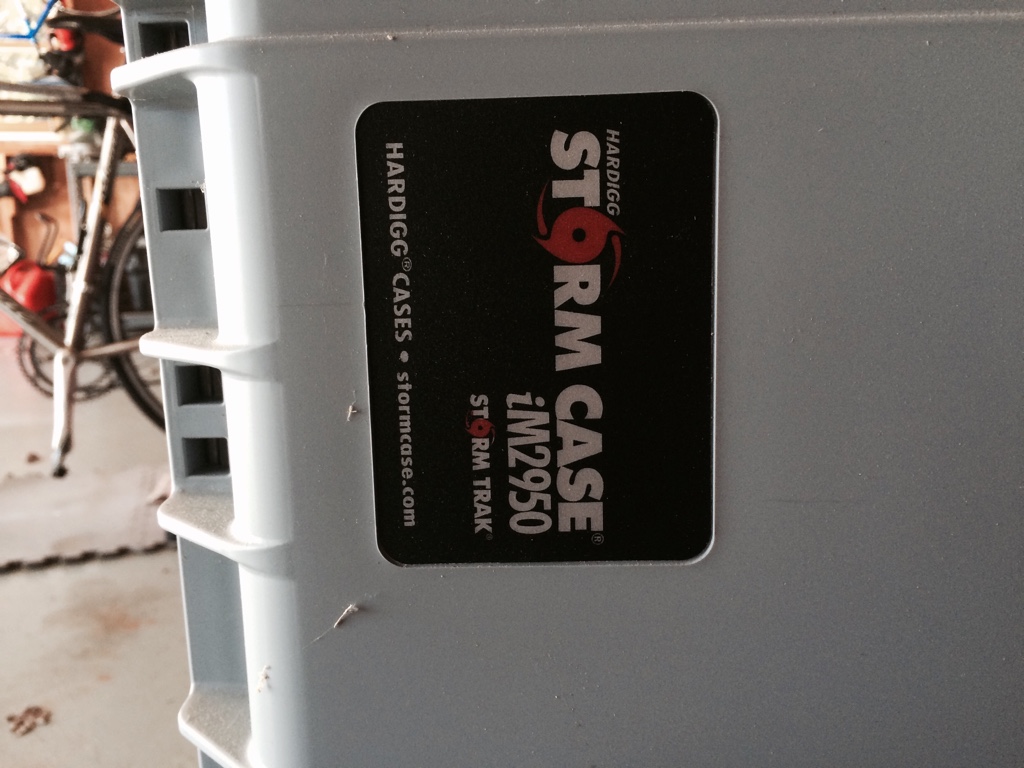 HARDIGG
STORM CASE®
iM2950
STORM TRAK
HARDIGG® CASES • stormcase.com